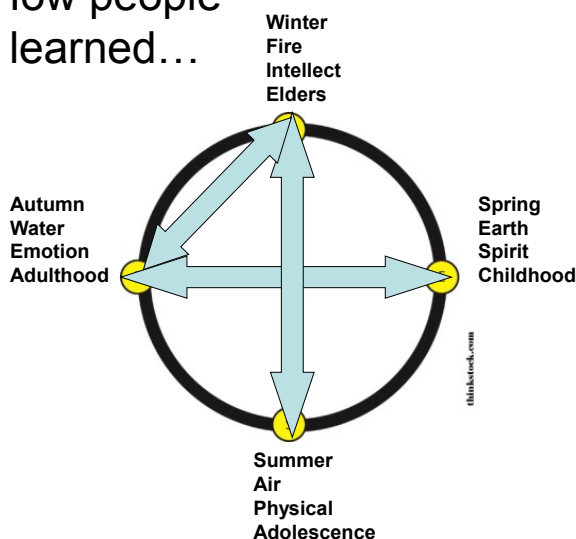 learned…
Winter
Fire
Intellect
Elders
Autumn
Water
Emotion
Adulthood
Spring
Earth
Spirit
Childhood
thinkstock.com
Summer
Air
Physical
Adolescence